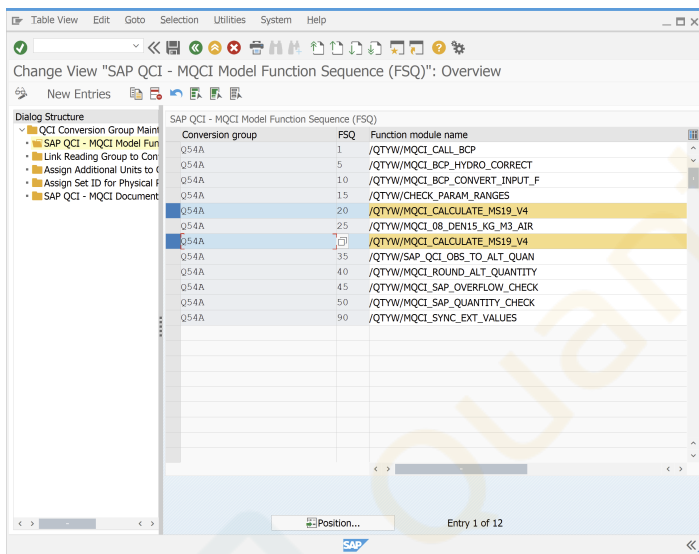 Table View Edit Goto Selection Utilities System Help
Change View "SAP QCI - MQCI Model Function Sequence (FSQ)": Overview
New Entries
Dialog Structure
QCI Conversion Group Maint
SAP QCI - MQCI Model Fun
Link Reading Group to Con
Assign Additional Units to
Assign Set ID for Physical
SAP QCI - MQCI Document
SAP QCI - MQCI Model Function Sequence (FSQ)
Conversion group FSQ Function module name
Q54A 1 /QTYW/MQCI_CALL_BCP
Q54A 5 /QTYW/MQCI_BCP_HYDRO_CORRECT
Q54A 10 /QTYW/MQCI_BCP_CONVERT_INPUT_F
Q54A 15 /QTYW/CHECK_PARAM_RANGES
Q54A 20 /QTYW/MQCI_CALCULATE_MS19_V4
Q54A 25 /QTYW/MQCI_08_DEN15_KG_M3_AIR
Q54A /QTYW/MQCI_CALCULATE_MS19_V4
Q54A 35 /QTYW/SAP_QCI_OBS_TO_ALT_QUAN
Q54A 40 /QTYW/MQCI_ROUND_ALT_QUANTITY
Q54A 45 /QTYW/MQCI_SAP_OVERFLOW_CHECK
Q54A 50 /QTYW/MQCI_SAP_QUANTITY_CHECK
Q54A 90 /QTYW/MQCI_SYNC_EXT_VALUES
Position... Entry 1 of 12
SAP